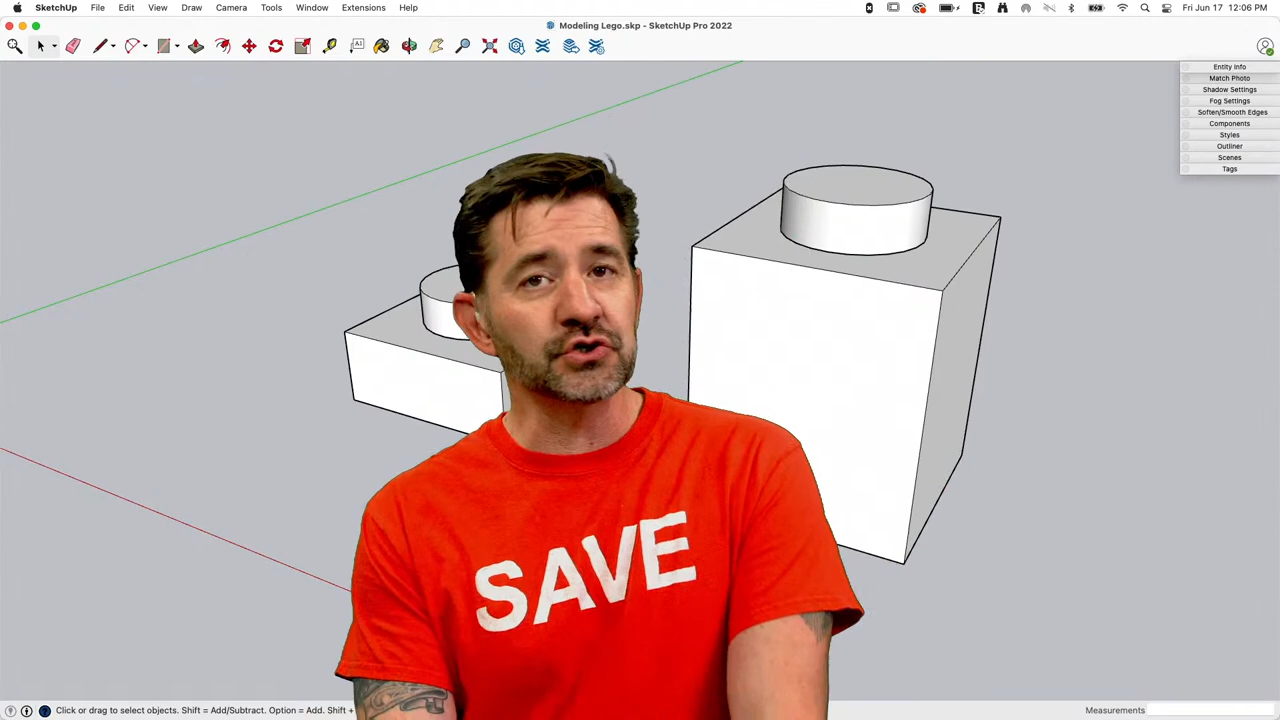 SketchUp File Edit View Draw Camera Tools Window Extensions Help Fri Jun 17 12:06 PM
Modeling Lego.skp - SketchUp Pro 2022
Entity Info
Match Photo
Shadow Settings
Fog Settings
Soften/Smooth Edges
Components
Styles
Outliner
Scenes
Tags
SAVE
Click or drag to select objects. Shift = Add/Subtract. Option = Add. Shift + Measurements